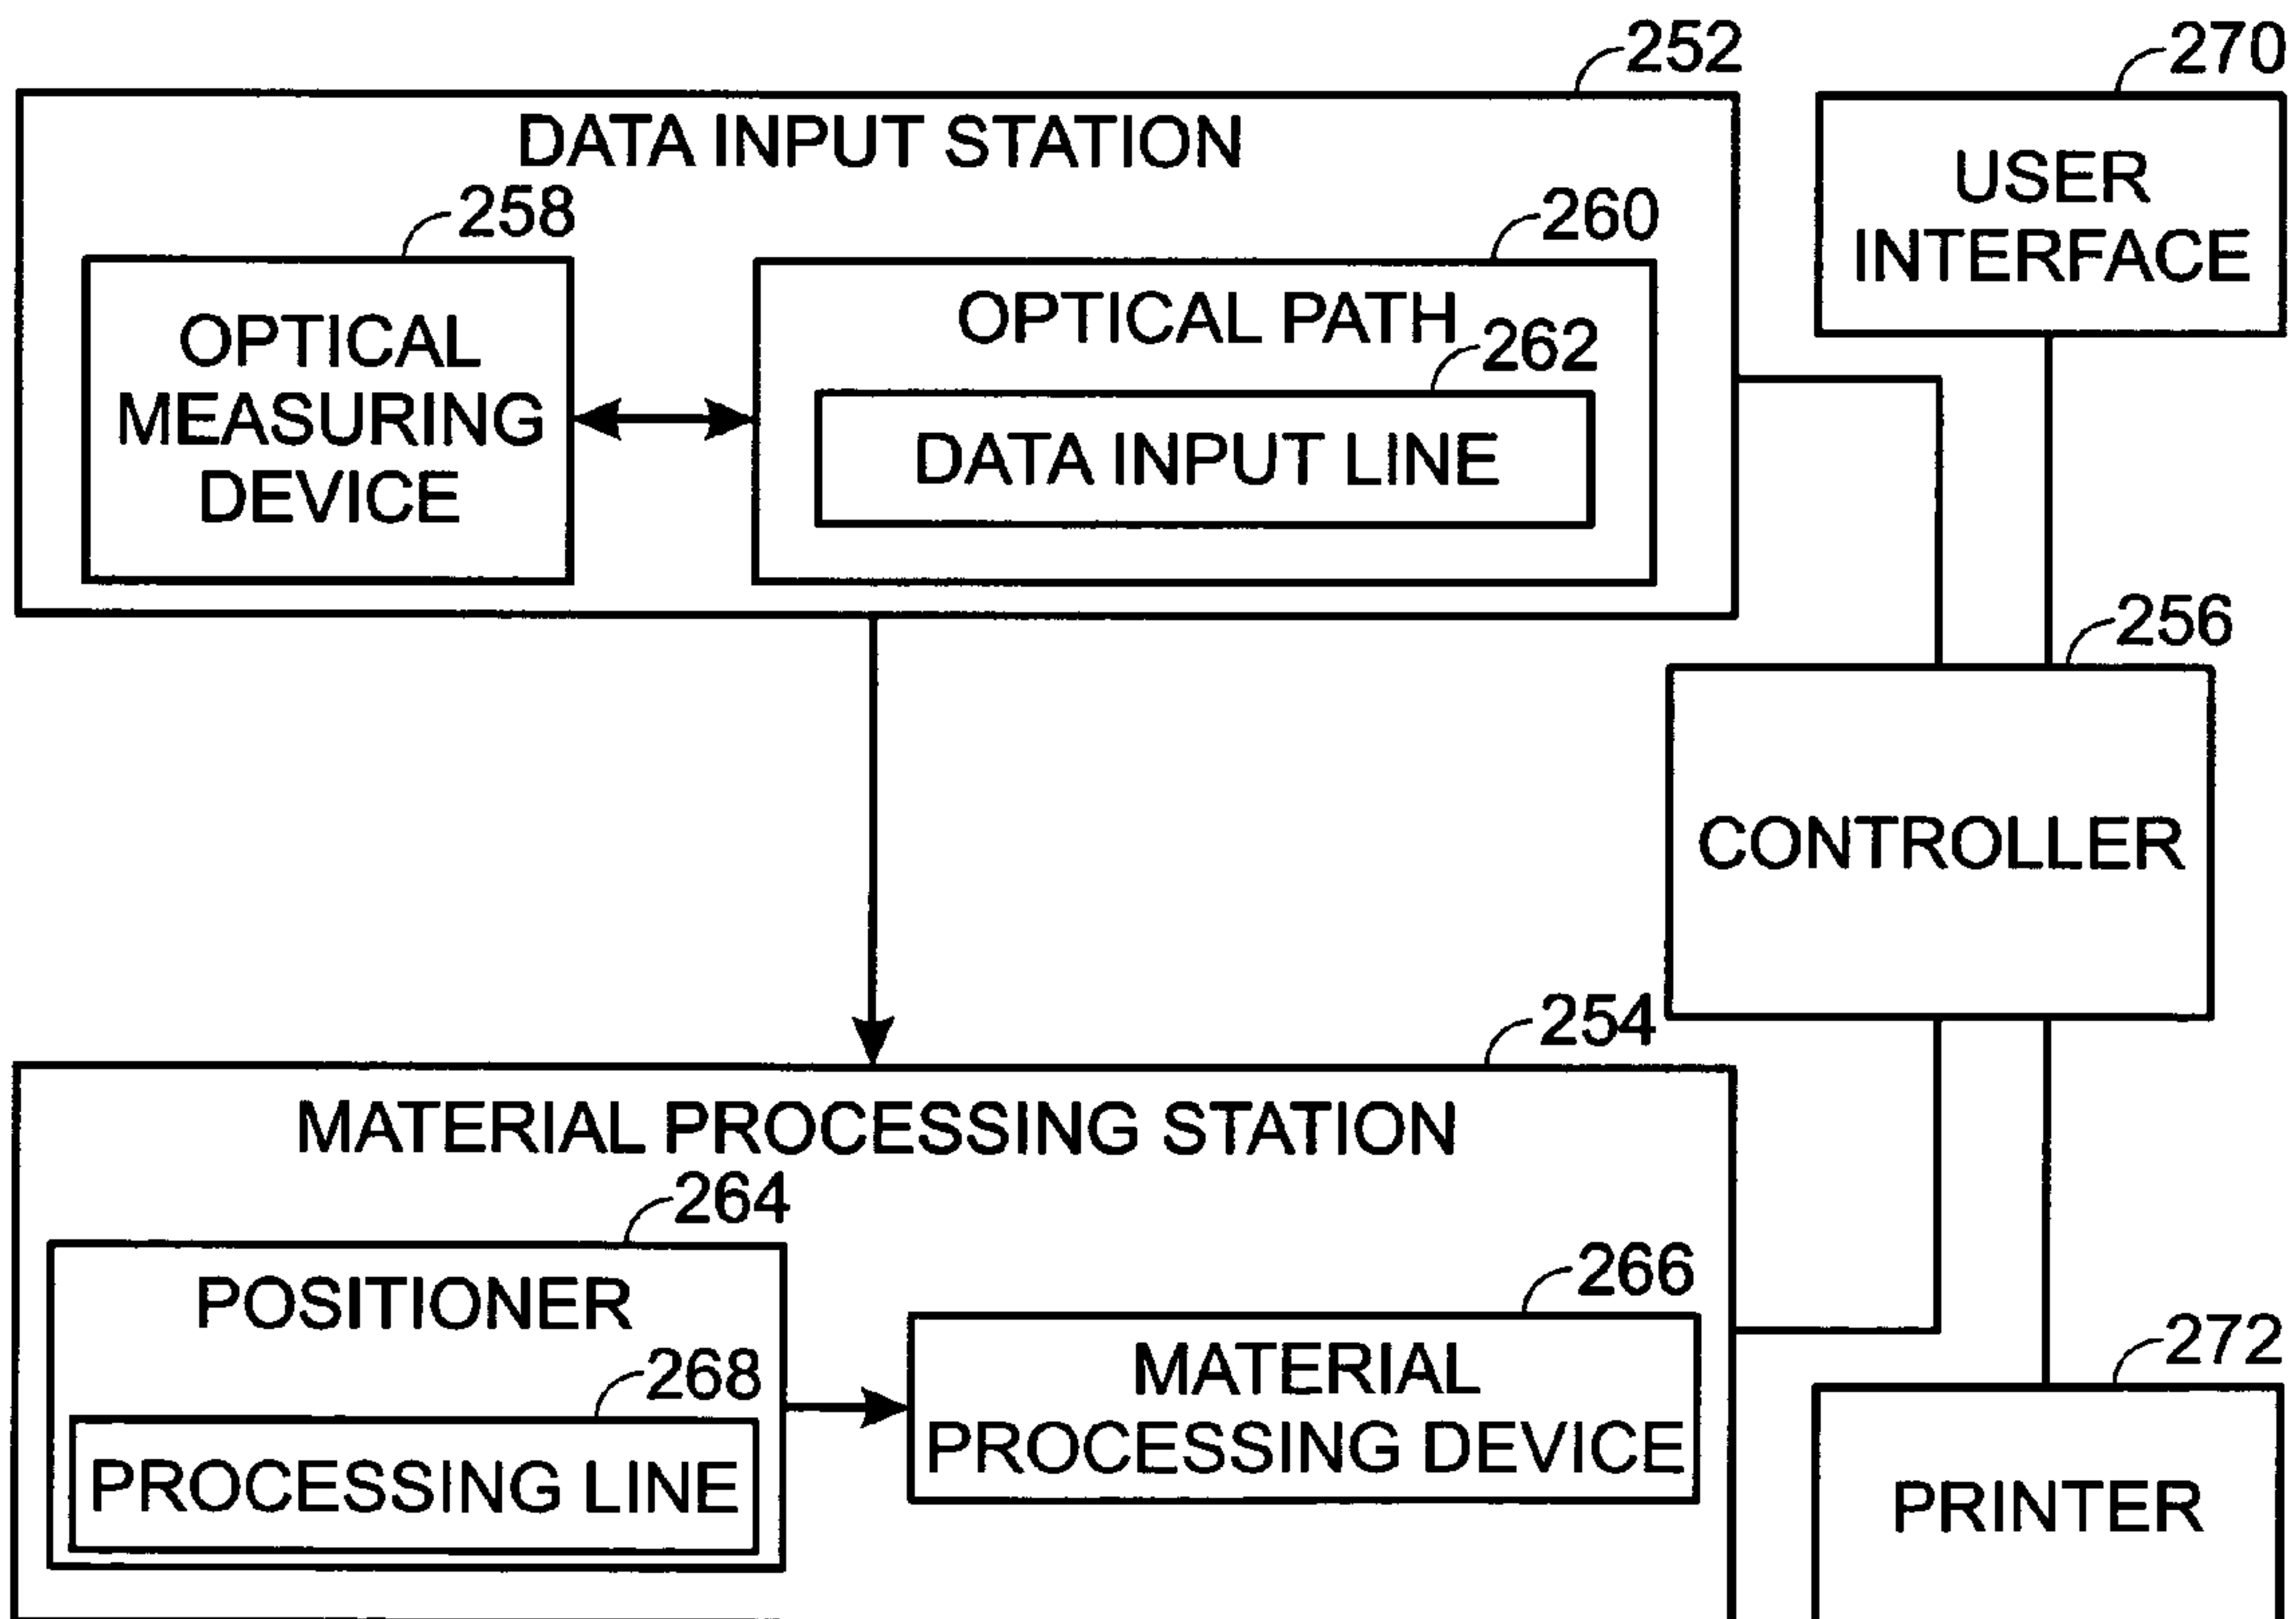 252
270
DATA INPUT STATION
258
260
USER
INTERFACE
OPTICAL
MEASURING
DEVICE
OPTICAL PATH
262
DATA INPUT LINE
256
CONTROLLER
254
MATERIAL PROCESSING STATION
264
POSITIONER
268
PROCESSING LINE
266
MATERIAL
PROCESSING DEVICE
272
PRINTER